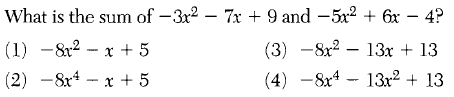 What is the sum of −3x² − 7x + 9 and −5x² + 6x − 4?
(1) −8x² − x + 5 (3) −8x² − 13x + 13
(2) −8x⁴ − x + 5 (4) −8x⁴ − 13x² + 13